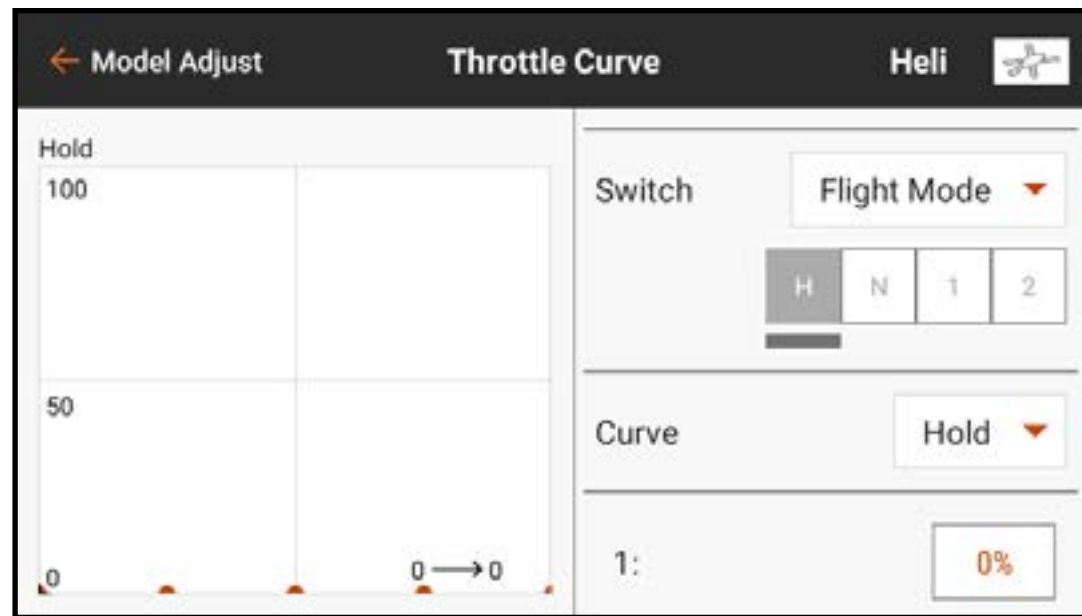 ← Model Adjust Throttle Curve Heli
Hold
100
50
0
0 → 0
Switch Flight Mode
H N 1 2
Curve Hold
1: 0%